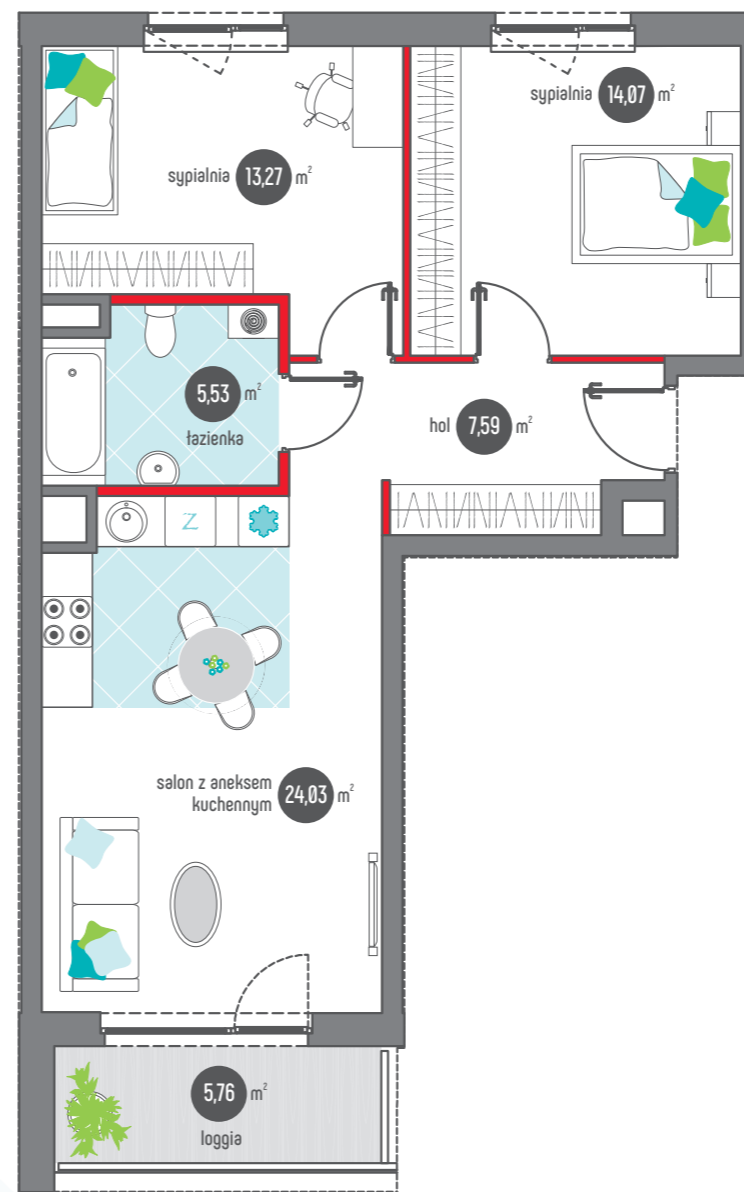 sypialnia 14,07 m²
sypialnia 13,27 m²
5,53 m²
łazienka
hol 7,59 m²
Z
salon z aneksem
kuchennym 24,03 m²
5,76 m²
loggia